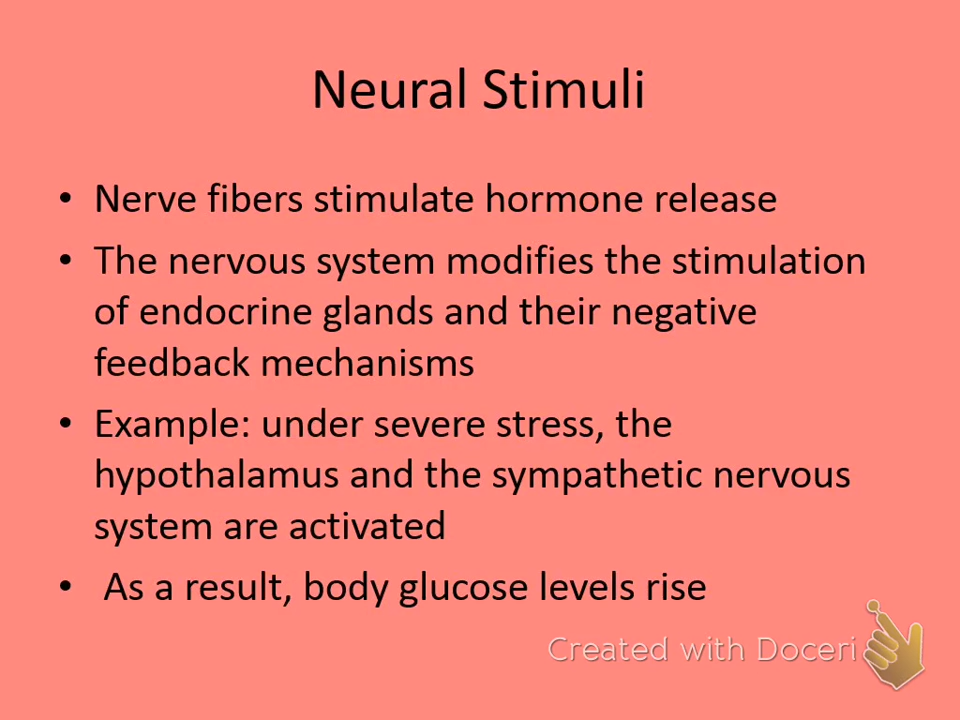 Neural Stimuli
• Nerve fibers stimulate hormone release
• The nervous system modifies the stimulation
of endocrine glands and their negative
feedback mechanisms
• Example: under severe stress, the
hypothalamus and the sympathetic nervous
system are activated
• As a result, body glucose levels rise
Created with Doceri